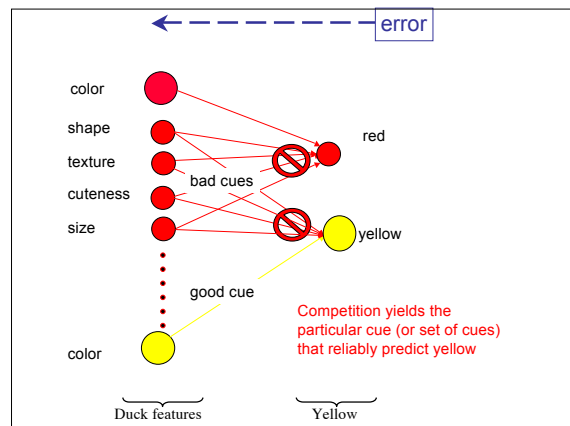 error
color
shape
texture
cuteness
size
color
bad cues
good cue
red
yellow
Competition yields the
particular cue (or set of cues)
that reliably predict yellow
Duck features
Yellow